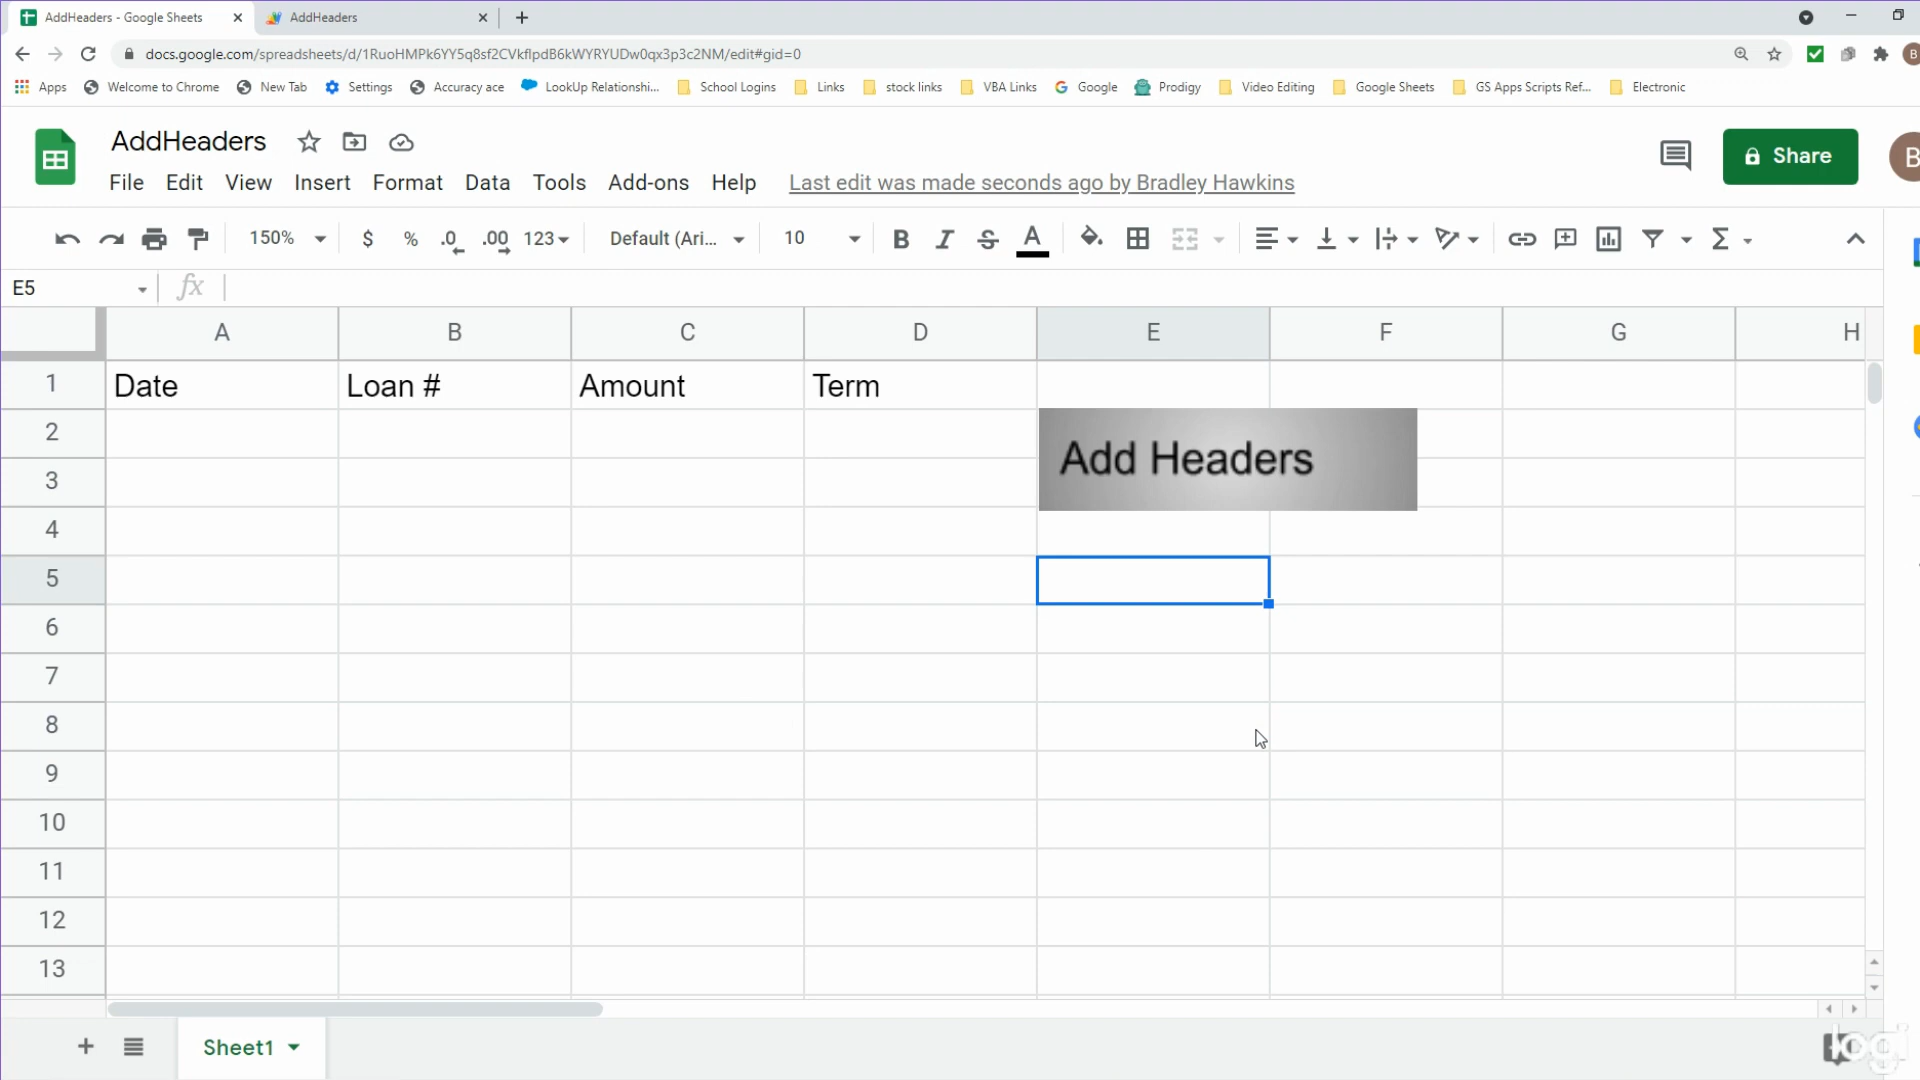 AddHeaders - Google Sheets
AddHeaders
docs.google.com/spreadsheets/d/1RuoHMPk6YY5q8sf2CVkflpdB6kWYRYUDw0qx3p3c2NM/edit#gid=0
Apps Welcome to Chrome New Tab Settings Accuracy ace LookUp Relationshi... School Logins Links stock links VBA Links Google Prodigy Video Editing Google Sheets GS Apps Scripts Ref... Electronic
AddHeaders
Share
B
File Edit View Insert Format Data Tools Add-ons Help Last edit was made seconds ago by Bradley Hawkins
150% $ % .0 .00 123 Default (Ari... 10 B I S A Σ
E5 fx
A B C D E F G H
1 Date Loan # Amount Term
2
Add Headers
3
4
5
6
7
8
9
10
11
12
13
Sheet1
logi